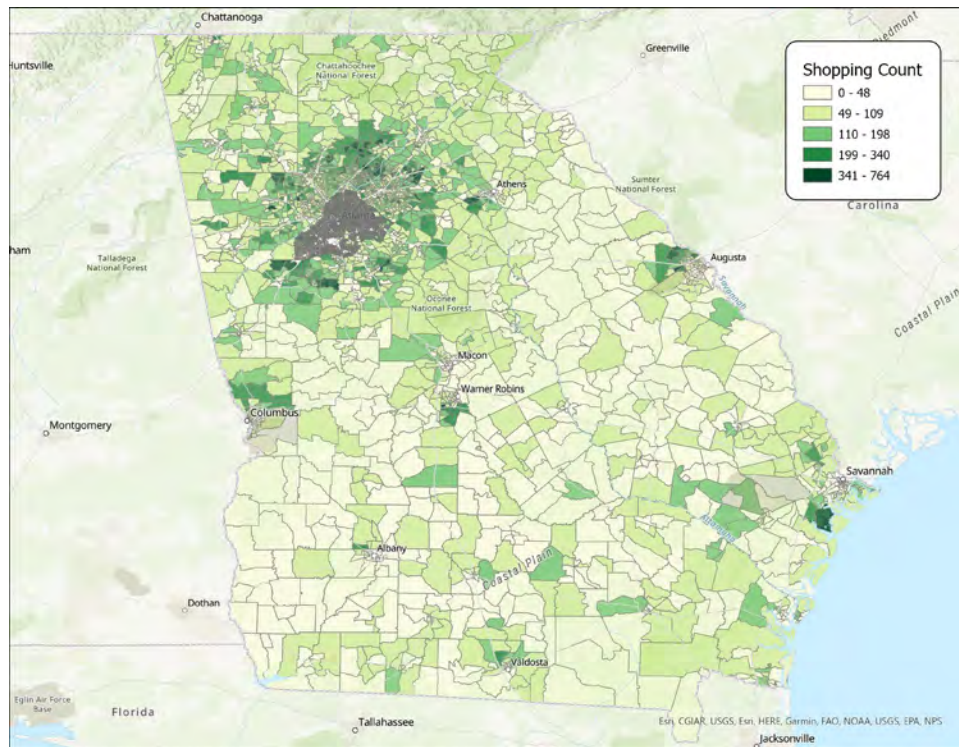 Chattanooga
Huntsville
Chattahoochee
National Forest
Greenville
Piedmont
Shopping Count
0 - 48
49 - 109
110 - 198
199 - 340
341 - 764
Athens
Sumter
National Forest
Carolina
ham
Talladega
National Forest
Augusta
Savannah
Coastal Plain
Oconee
National Forest
Macon
Warner Robins
Columbus
Montgomery
Savannah
Albany
Coastal Plain
Dothan
Valdosta
Eglin Air Force
Base
Florida
Tallahassee
Esri, CGIAR, USGS, Esri, HERE, Garmin, FAO, NOAA, USGS, EPA, NPS
Jacksonville